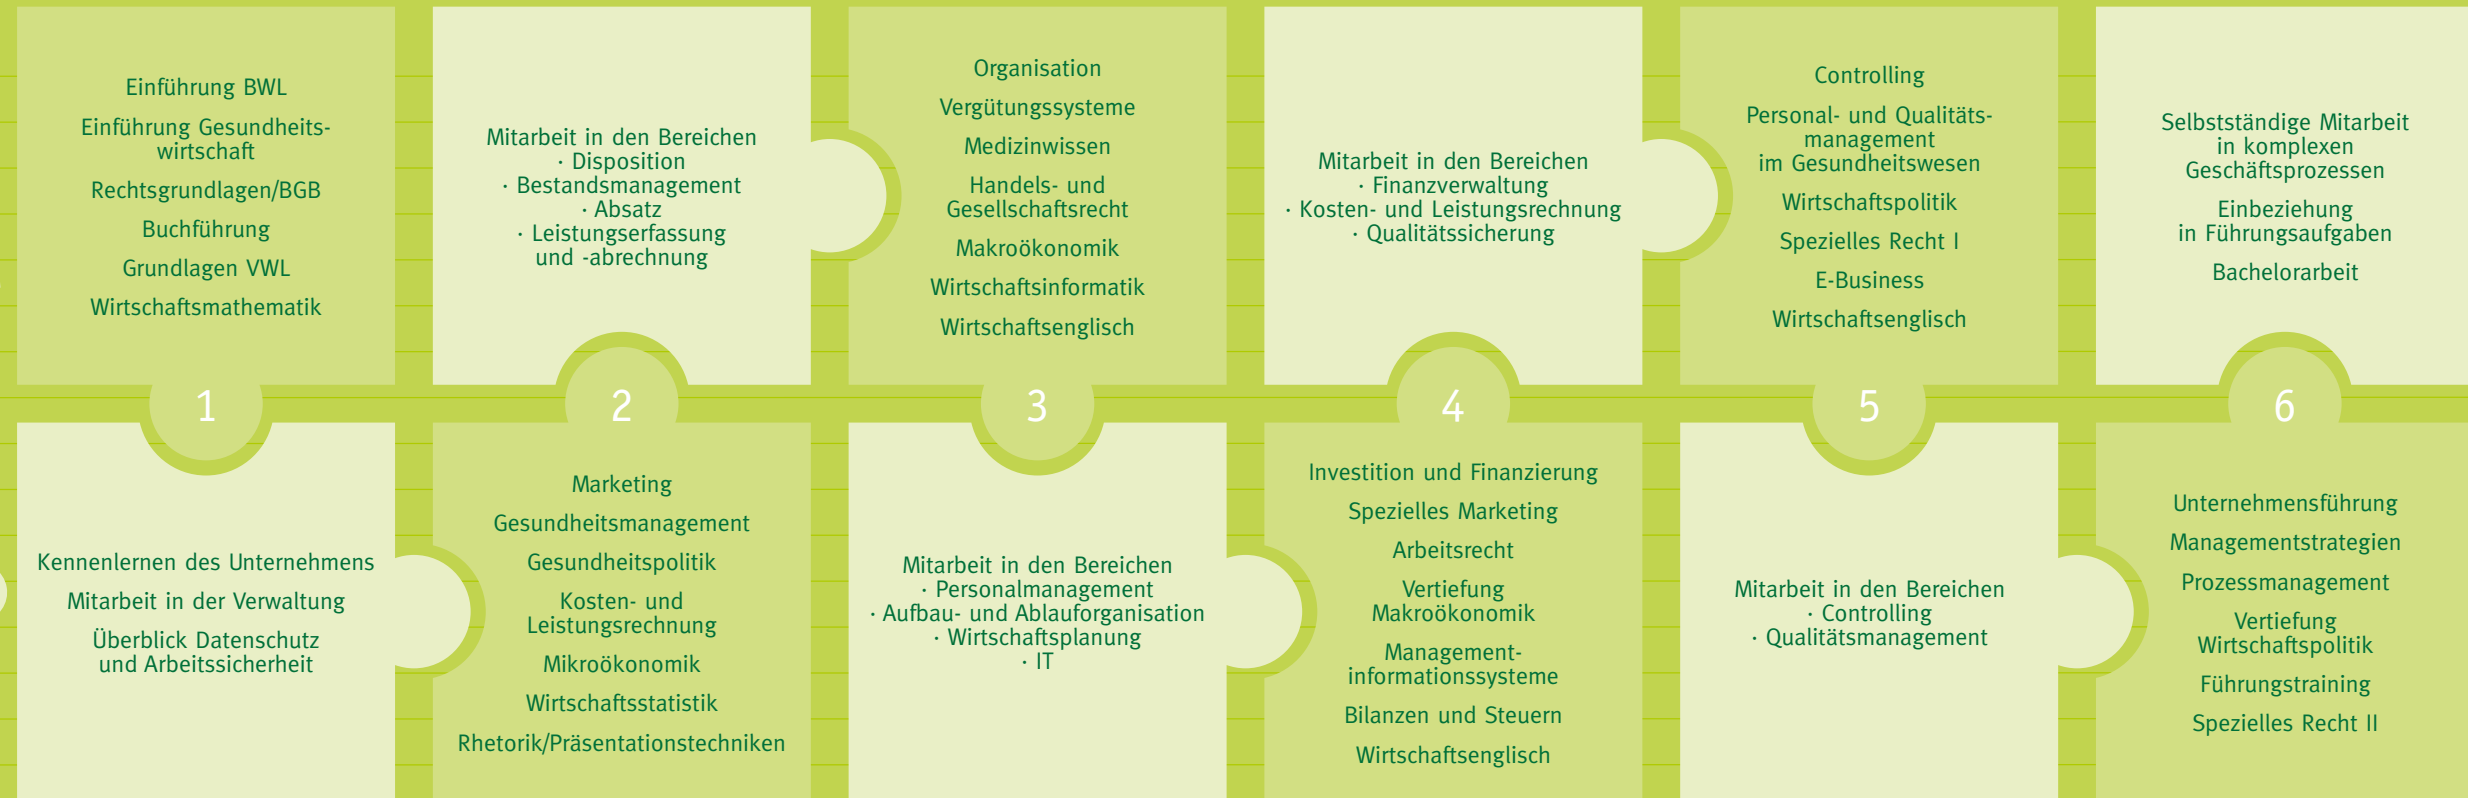 Einführung BWL
Einführung Gesundheits-
wirtschaft
Rechtsgrundlagen/BGB
Buchführung
Grundlagen VWL
Wirtschaftsmathematik
1
Kennenlernen des Unternehmens
Mitarbeit in der Verwaltung
Überblick Datenschutz
und Arbeitssicherheit
Mitarbeit in den Bereichen
· Disposition
· Bestandsmanagement
· Absatz
· Leistungserfassung
und -abrechnung
2
Marketing
Gesundheitsmanagement
Gesundheitspolitik
Kosten- und
Leistungsrechnung
Mikroökonomik
Wirtschaftsstatistik
Rhetorik/Präsentationstechniken
Organisation
Vergütungssysteme
Medizinwissen
Handels- und
Gesellschaftsrecht
Makroökonomik
Wirtschaftsinformatik
Wirtschaftsenglisch
3
Mitarbeit in den Bereichen
· Personalmanagement
· Aufbau- und Ablauforganisation
· Wirtschaftsplanung
· IT
Mitarbeit in den Bereichen
· Finanzverwaltung
· Kosten- und Leistungsrechnung
· Qualitätssicherung
4
Investition und Finanzierung
Spezielles Marketing
Arbeitsrecht
Vertiefung
Makroökonomik
Management-
informationssysteme
Bilanzen und Steuern
Wirtschaftsenglisch
Controlling
Personal- und Qualitäts-
management
im Gesundheitswesen
Wirtschaftspolitik
Spezielles Recht I
E-Business
Wirtschaftsenglisch
5
Mitarbeit in den Bereichen
· Controlling
· Qualitätsmanagement
Selbstständige Mitarbeit
in komplexen
Geschäftsprozessen
Einbeziehung
in Führungsaufgaben
Bachelorarbeit
6
Unternehmensführung
Managementstrategien
Prozessmanagement
Vertiefung
Wirtschaftspolitik
Führungstraining
Spezielles Recht II